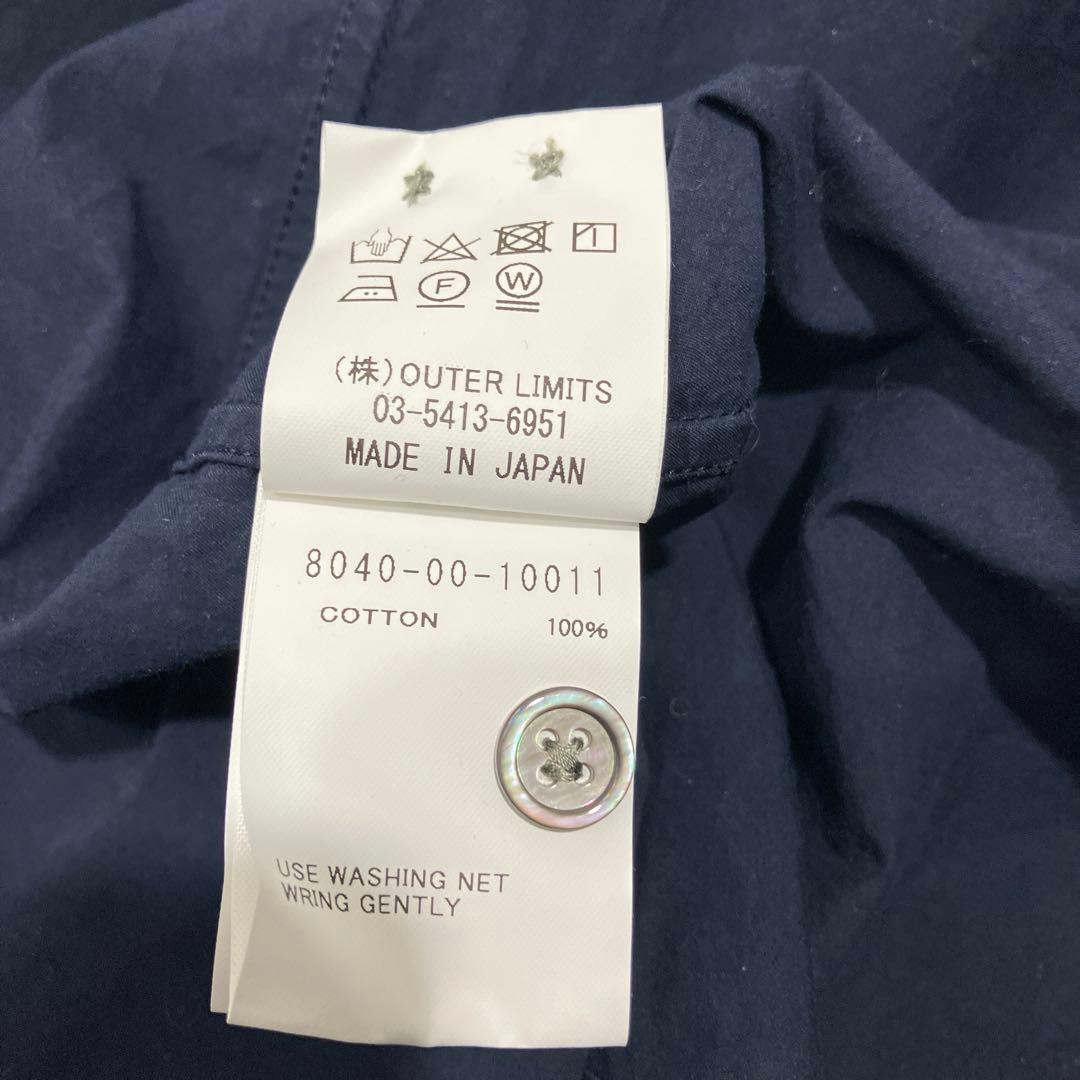 F W
(株)OUTER LIMITS
03-5413-6951
MADE IN JAPAN
8040-00-10011
COTTON 100%
USE WASHING NET
WRING GENTLY